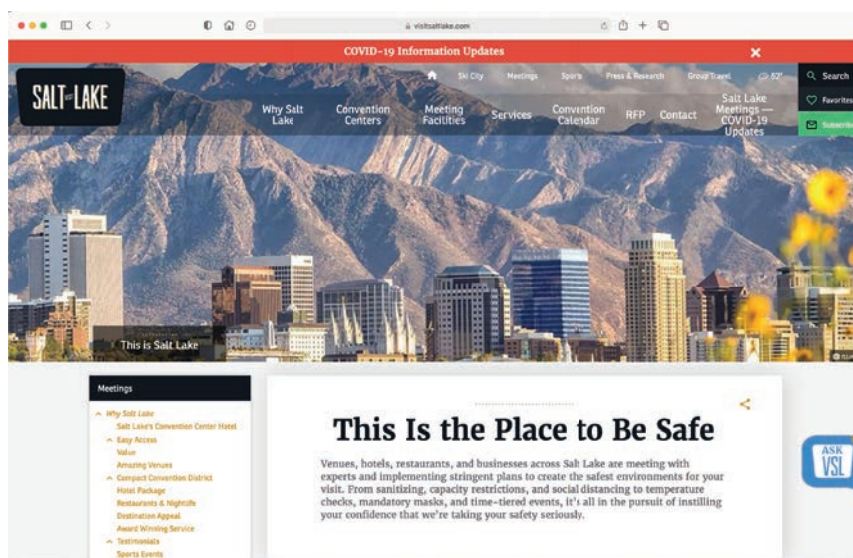 visitsaltlake.com
COVID-19 Information Updates
Ski City Meetings Sports Press & Research Group Travel 52°
Search
SALT LAKE
Why Salt Lake
Convention Centers
Meeting Facilities
Services
Convention Calendar
RFP
Contact
Salt Lake Meetings — COVID-19 Updates
Favorites
Subscribe
This is Salt Lake
Meetings
Why Salt Lake
Salt Lake's Convention Center Hotel
Easy Access
Value
Amazing Venues
Compact Convention District
Hotel Package
Restaurants & Nightlife
Destination Appeal
Award Winning Service
Testimonials
Sports Events
This Is the Place to Be Safe
Venues, hotels, restaurants, and businesses across Salt Lake are meeting with
experts and implementing stringent plans to create the safest environments for your
visit. From sanitizing, capacity restrictions, and social distancing to temperature
checks, mandatory masks, and time-tiered events, it's all in the pursuit of instilling
your confidence that we're taking your safety seriously.
ASK
VSL